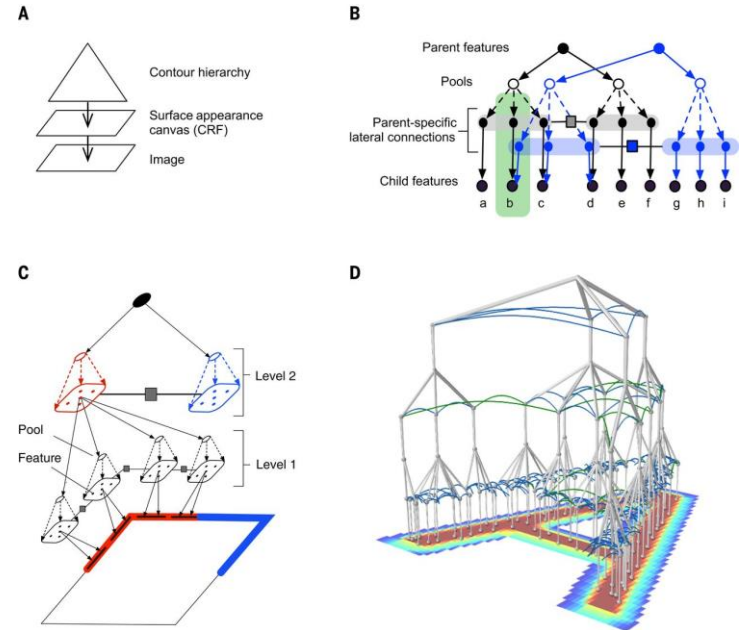 A
Contour hierarchy
Surface appearance
canvas (CRF)
Image
B
Parent features
Pools
Parent-specific
lateral connections
Child features
a b c d e f g h i
C
Level 2
Pool
Feature
Level 1
D